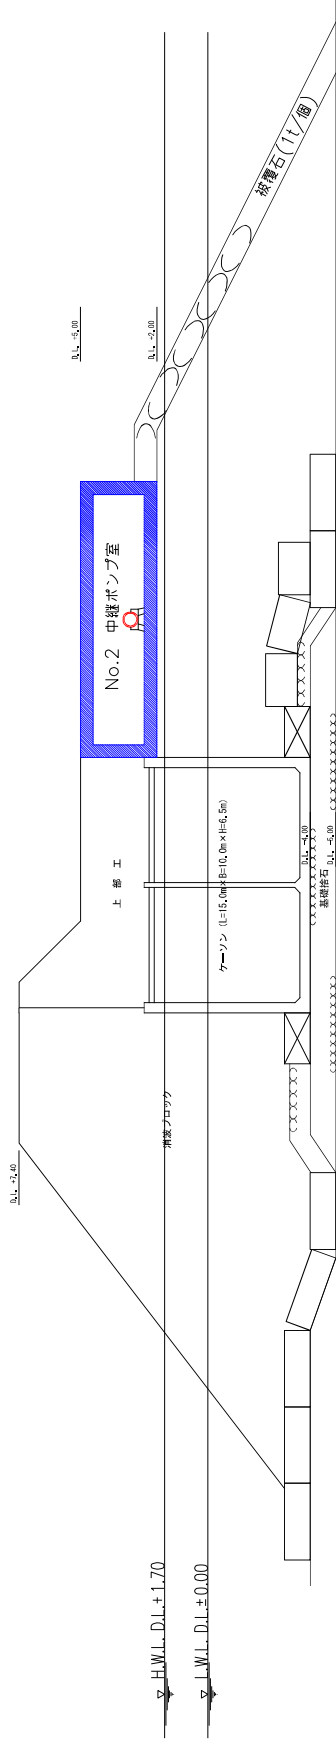 D.L. +7.40
上部工
No.2 中継ポンプ室
D.L. +5.00
D.L. +2.00
被覆石(1t/個)
消波ブロック
H.W.L. D.L.+1.70
L.W.L. D.L.±0.00
ケーソン (L=15.0m×B=10.0m×H=6.5m)
D.L. -4.00
基礎捨石
D.L. -5.00